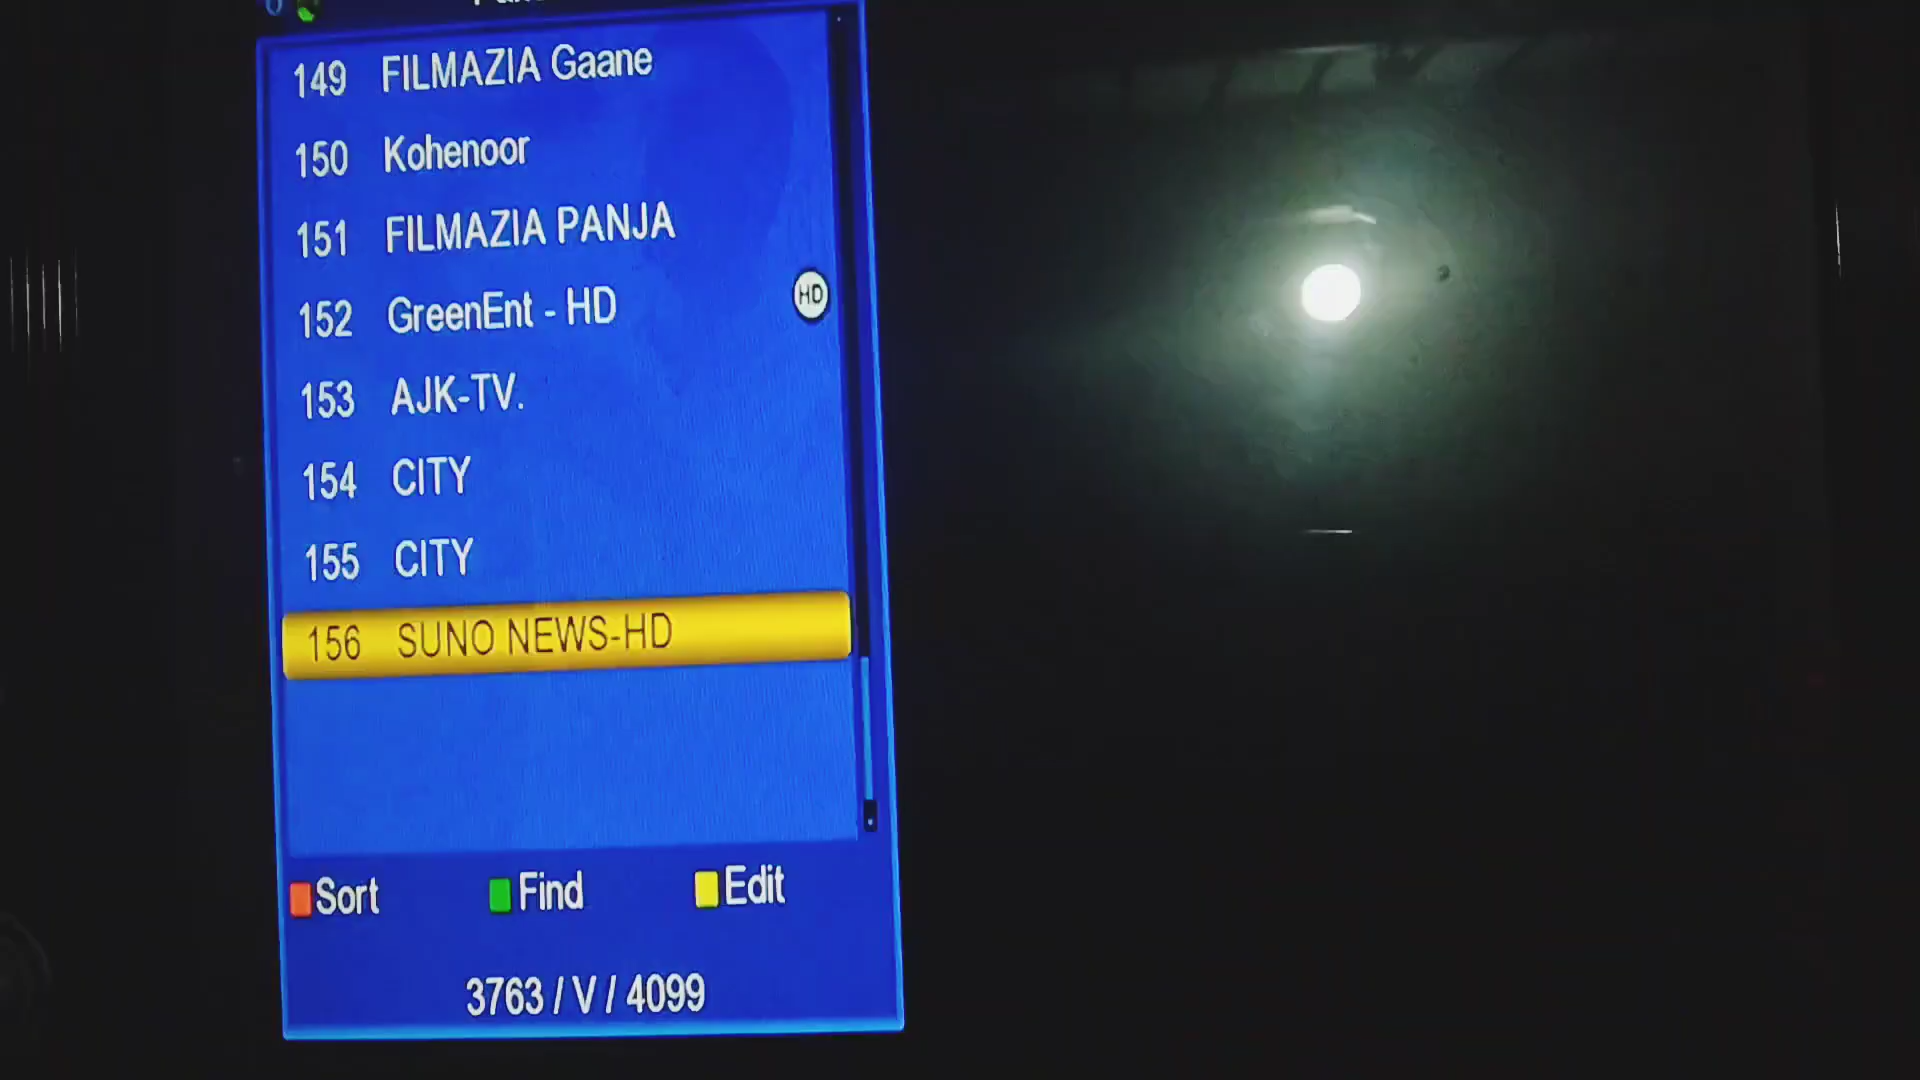 149 FILMAZIA Gaane
150 Kohenoor
151 FILMAZIA PANJA
152 GreenEnt - HD HD
153 AJK-TV.
154 CITY
155 CITY
156 SUNO NEWS-HD
Sort Find Edit
3763 / V / 4099